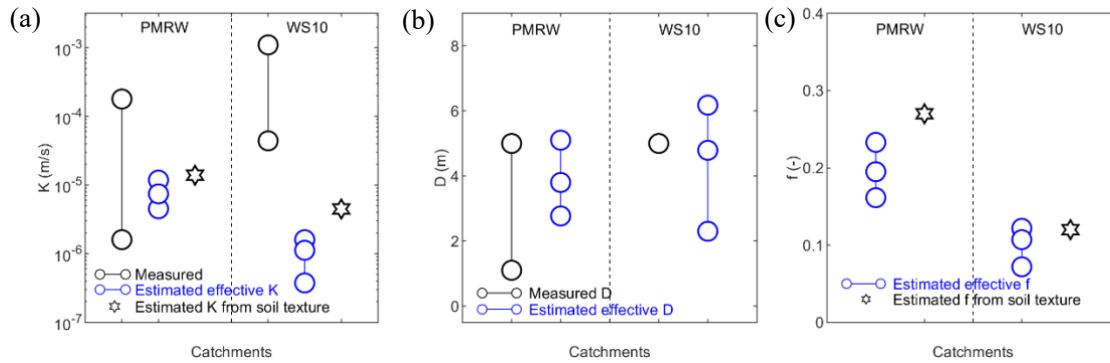 (a)
PMRW WS10
10⁻³
10⁻⁴
10⁻⁵
10⁻⁶
10⁻⁷
K (m/s)
Measured
Estimated effective K
Estimated K from soil texture
Catchments
(b)
PMRW WS10
8
6
4
2
0
D (m)
Measured D
Estimated effective D
Catchments
(c)
PMRW WS10
0.4
0.3
0.2
0.1
0
f (-)
Estimated effective f
Estimated f from soil texture
Catchments